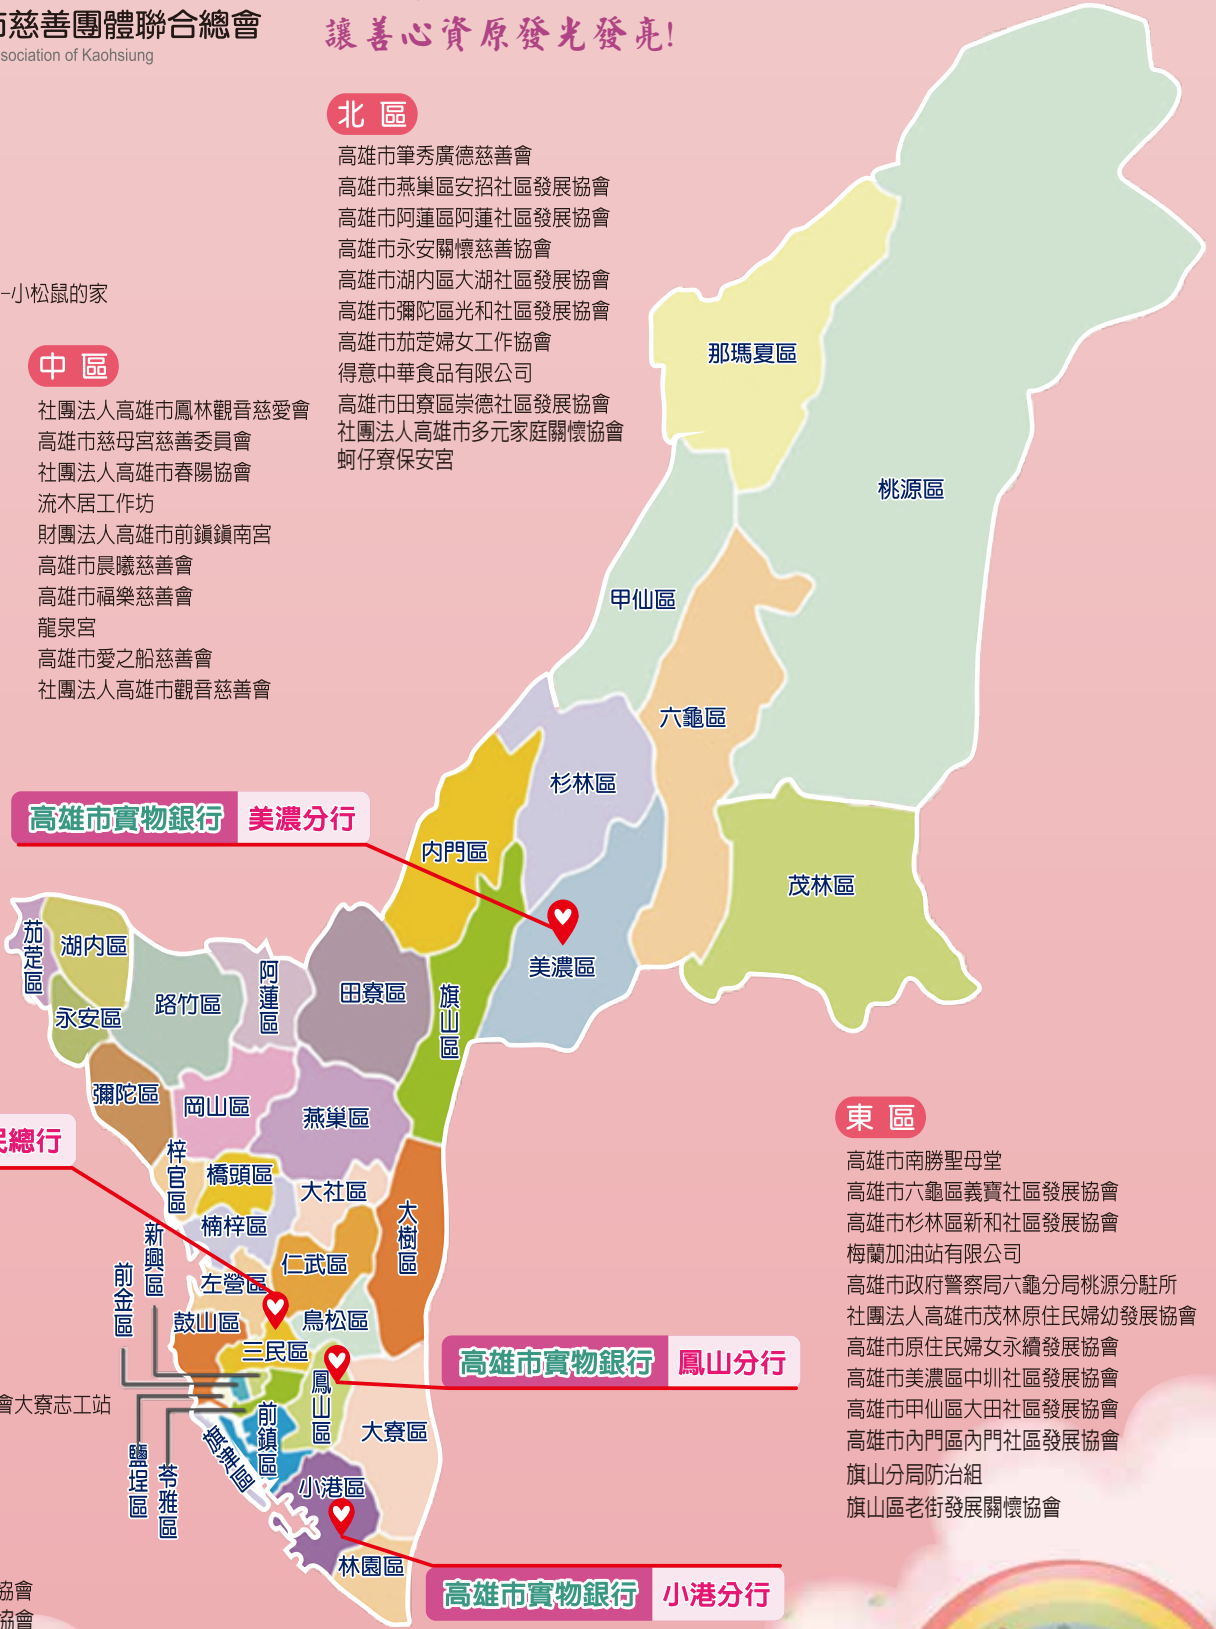 市慈善團體聯合總會
sociation of Kaohsiung
讓善心資原發光發亮!
北區
高雄市筆秀廣德慈善會
高雄市燕巢區安招社區發展協會
高雄市阿蓮區阿蓮社區發展協會
高雄市永安關懷慈善協會
高雄市湖内區大湖社區發展協會
高雄市彌陀區光和社區發展協會
高雄市茄萣婦女工作協會
得意中華食品有限公司
高雄市田寮區崇德社區發展協會
社團法人高雄市多元家庭關懷協會
蚵仔寮保安宮
-小松鼠的家
中區
社團法人高雄市鳳林觀音慈愛會
高雄市慈母宮慈善委員會
社團法人高雄市春陽協會
流木居工作坊
財團法人高雄市前鎮鎮南宮
高雄市晨曦慈善會
高雄市福樂慈善會
龍泉宮
高雄市愛之船慈善會
社團法人高雄市觀音慈善會
那瑪夏區
桃源區
甲仙區
六龜區
杉林區
高雄市實物銀行 美濃分行
内門區
茂林區
美濃區
茄萣區
湖内區
永安區
路竹區
阿蓮區
田寮區
旗山區
彌陀區
岡山區
燕巢區
民總行
梓官區
橋頭區
大社區
大樹區
楠梓區
新興區
仁武區
前金區
左營區
鼓山區
鳥松區
三民區
高雄市實物銀行 鳳山分行
鳳山區
會大寮志工站
前鎮區
大寮區
旗津區
鹽埕區
苓雅區
小港區
林園區
高雄市實物銀行 小港分行
東區
高雄市南勝聖母堂
高雄市六龜區義寶社區發展協會
高雄市杉林區新和社區發展協會
梅蘭加油站有限公司
高雄市政府警察局六龜分局桃源分駐所
社團法人高雄市茂林原住民婦幼發展協會
高雄市原住民婦女永續發展協會
高雄市美濃區中圳社區發展協會
高雄市甲仙區大田社區發展協會
高雄市內門區內門社區發展協會
旗山分局防治組
旗山區老街發展關懷協會
協會
協會